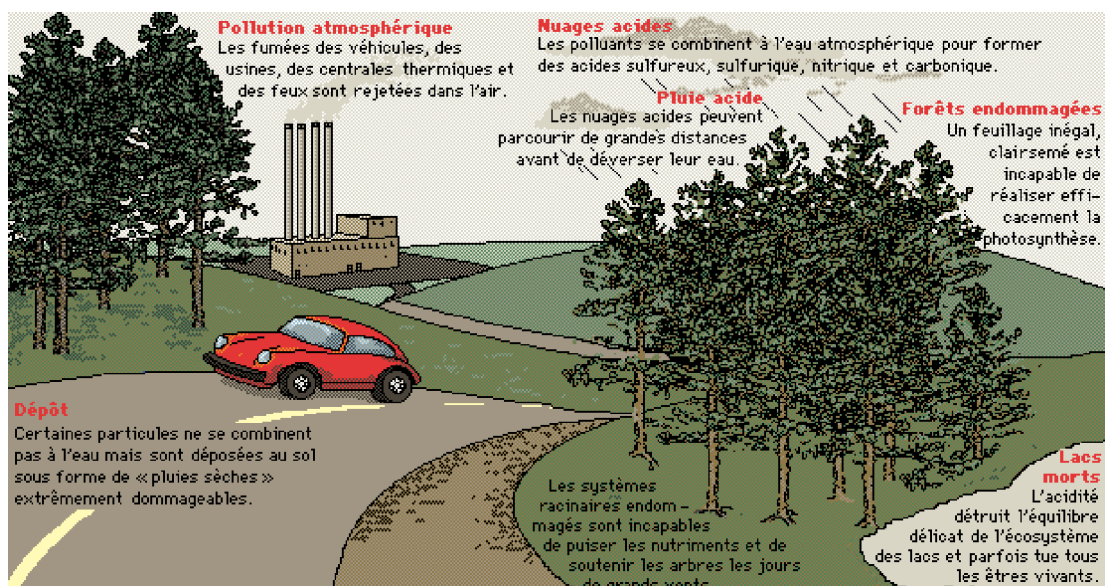 Pollution atmosphérique
Les fumées des véhicules, des
usines, des centrales thermiques et
des feux sont rejetées dans l'air.
Nuages acides
Les polluants se combinent à l'eau atmosphérique pour former
des acides sulfureux, sulfurique, nitrique et carbonique.
Pluie acide
Les nuages acides peuvent
parcourir de grandes distances
avant de déverser leur eau.
Forêts endommagées
Un feuillage inégal,
clairsemé est
incapable de
réaliser effi-
cacement la
photosynthèse.
Dépôt
Certaines particules ne se combinent
pas à l'eau mais sont déposées au sol
sous forme de « pluies sèches »
extrêmement dommageables.
Les systèmes
racinaires endom-
magés sont incapables
de puiser les nutriments et de
soutenir les arbres les jours
de grands vents
Lacs
morts
L'acidité
détruit l'équilibre
délicat de l'écosystème
des lacs et parfois tue tous
les êtres vivants.